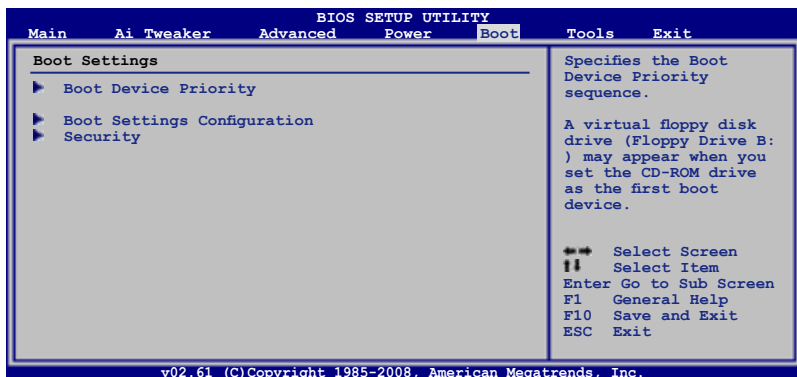 BIOS SETUP UTILITY
Main Ai Tweaker Advanced Power Boot Tools Exit
Boot Settings
Boot Device Priority
Boot Settings Configuration
Security
Specifies the Boot
Device Priority
sequence.
A virtual floppy disk
drive (Floppy Drive B:
) may appear when you
set the CD-ROM drive
as the first boot
device.
Select Screen
Select Item
Enter Go to Sub Screen
F1 General Help
F10 Save and Exit
ESC Exit
v02.61 (C)Copyright 1985-2008, American Megatrends, Inc.